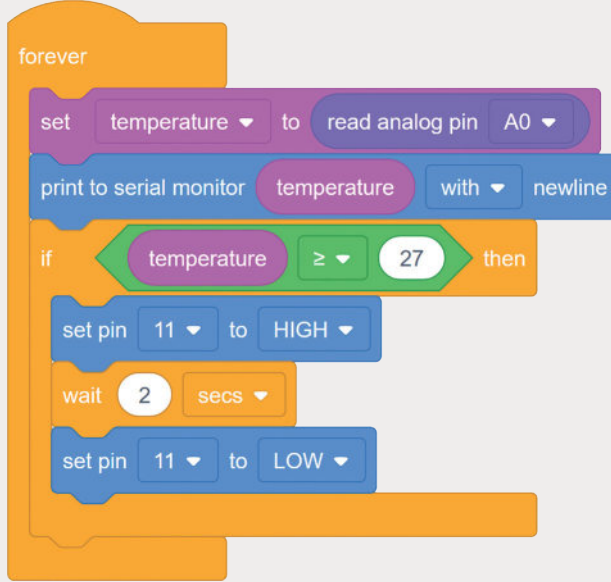 forever
set temperature to read analog pin A0
print to serial monitor temperature with newline
if temperature ≥ 27 then
set pin 11 to HIGH
wait 2 secs
set pin 11 to LOW